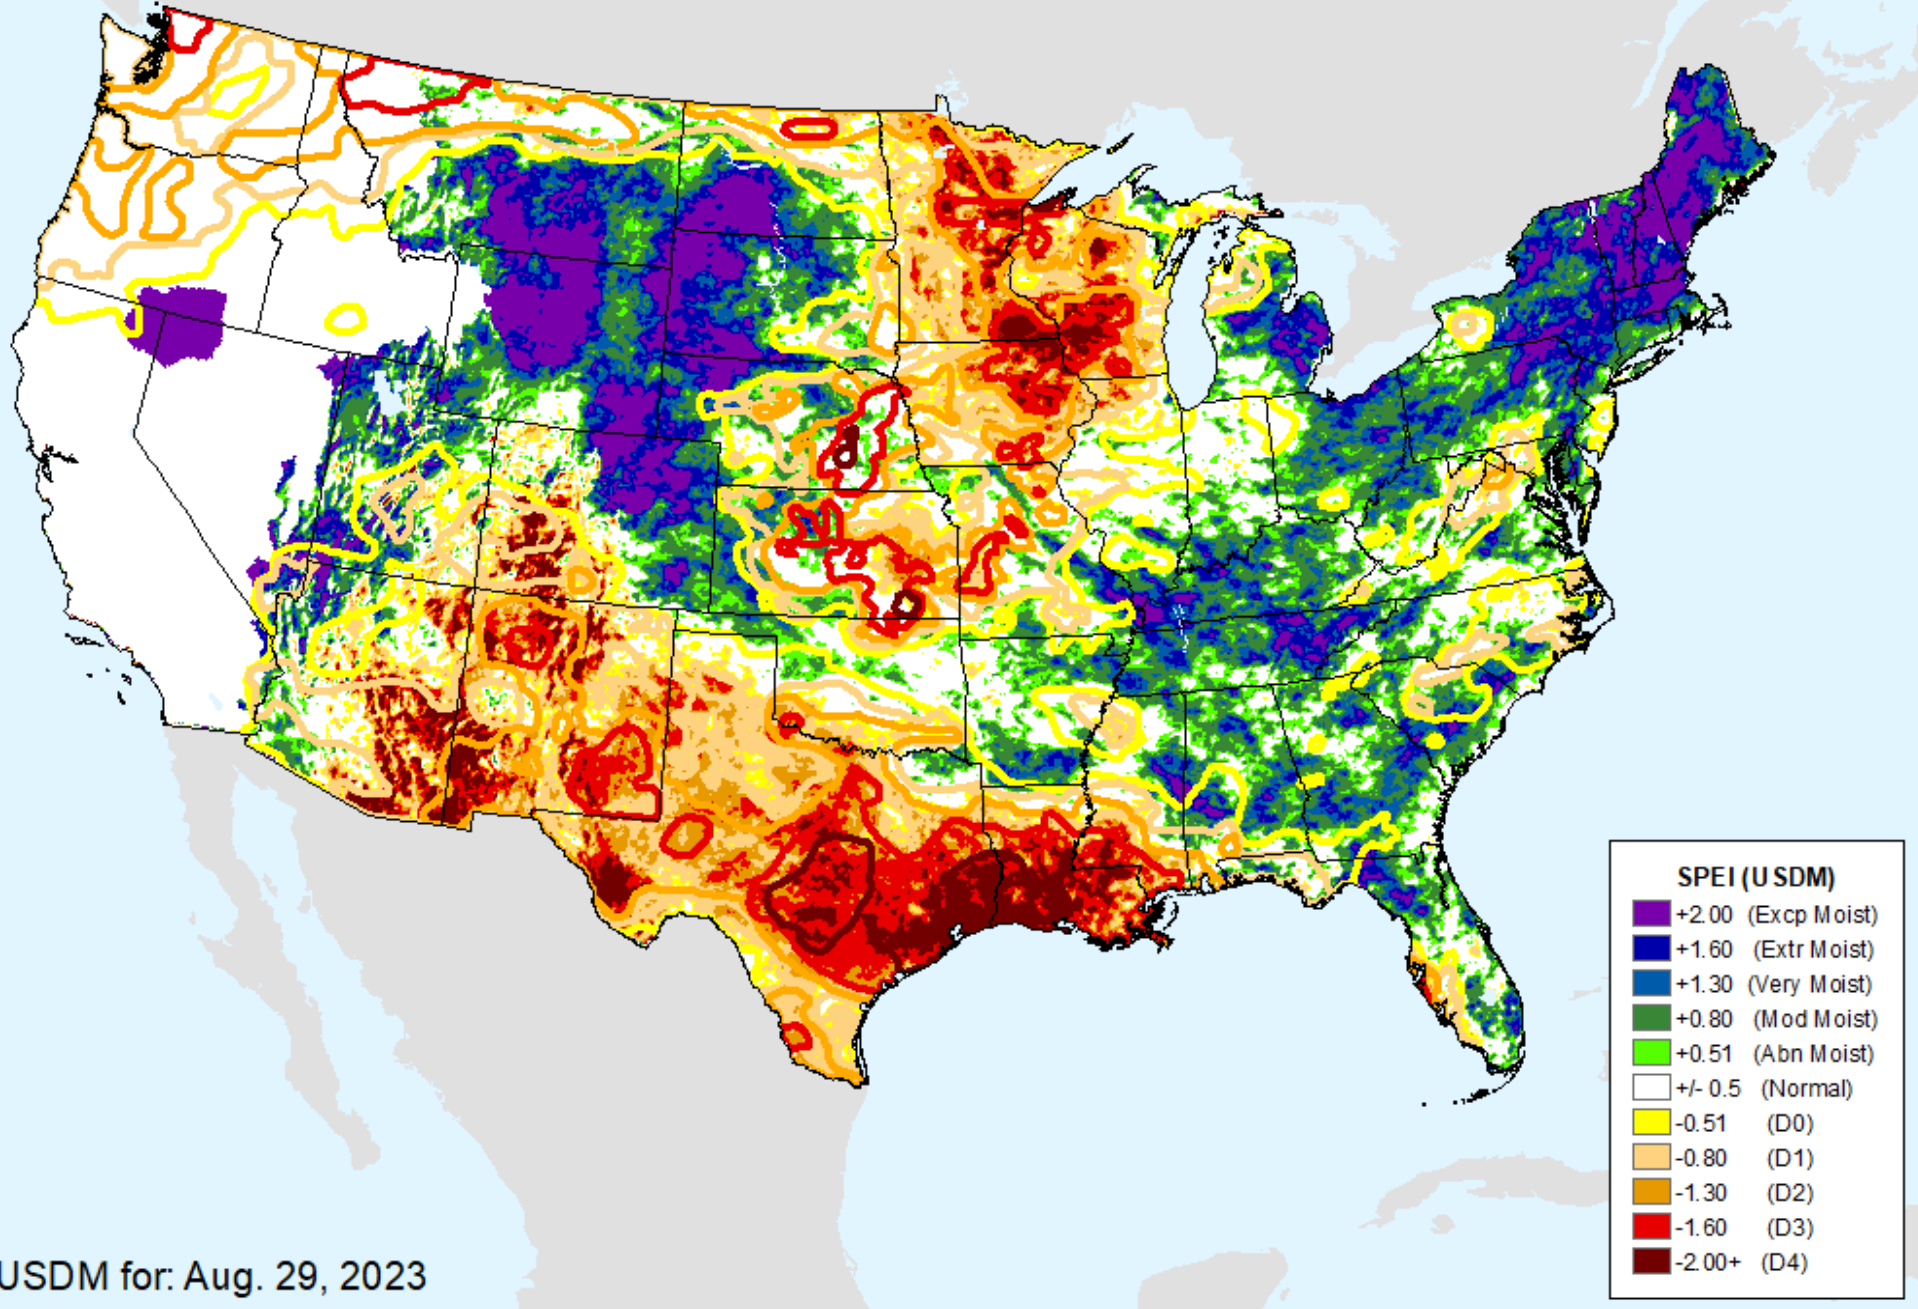 SPEI (USDM)
+2.00 (Excp Moist)
+1.60 (Extr Moist)
+1.30 (Very Moist)
+0.80 (Mod Moist)
+0.51 (Abn Moist)
+/- 0.5 (Normal)
-0.51 (D0)
-0.80 (D1)
-1.30 (D2)
-1.60 (D3)
-2.00+ (D4)
USDM for: Aug. 29, 2023